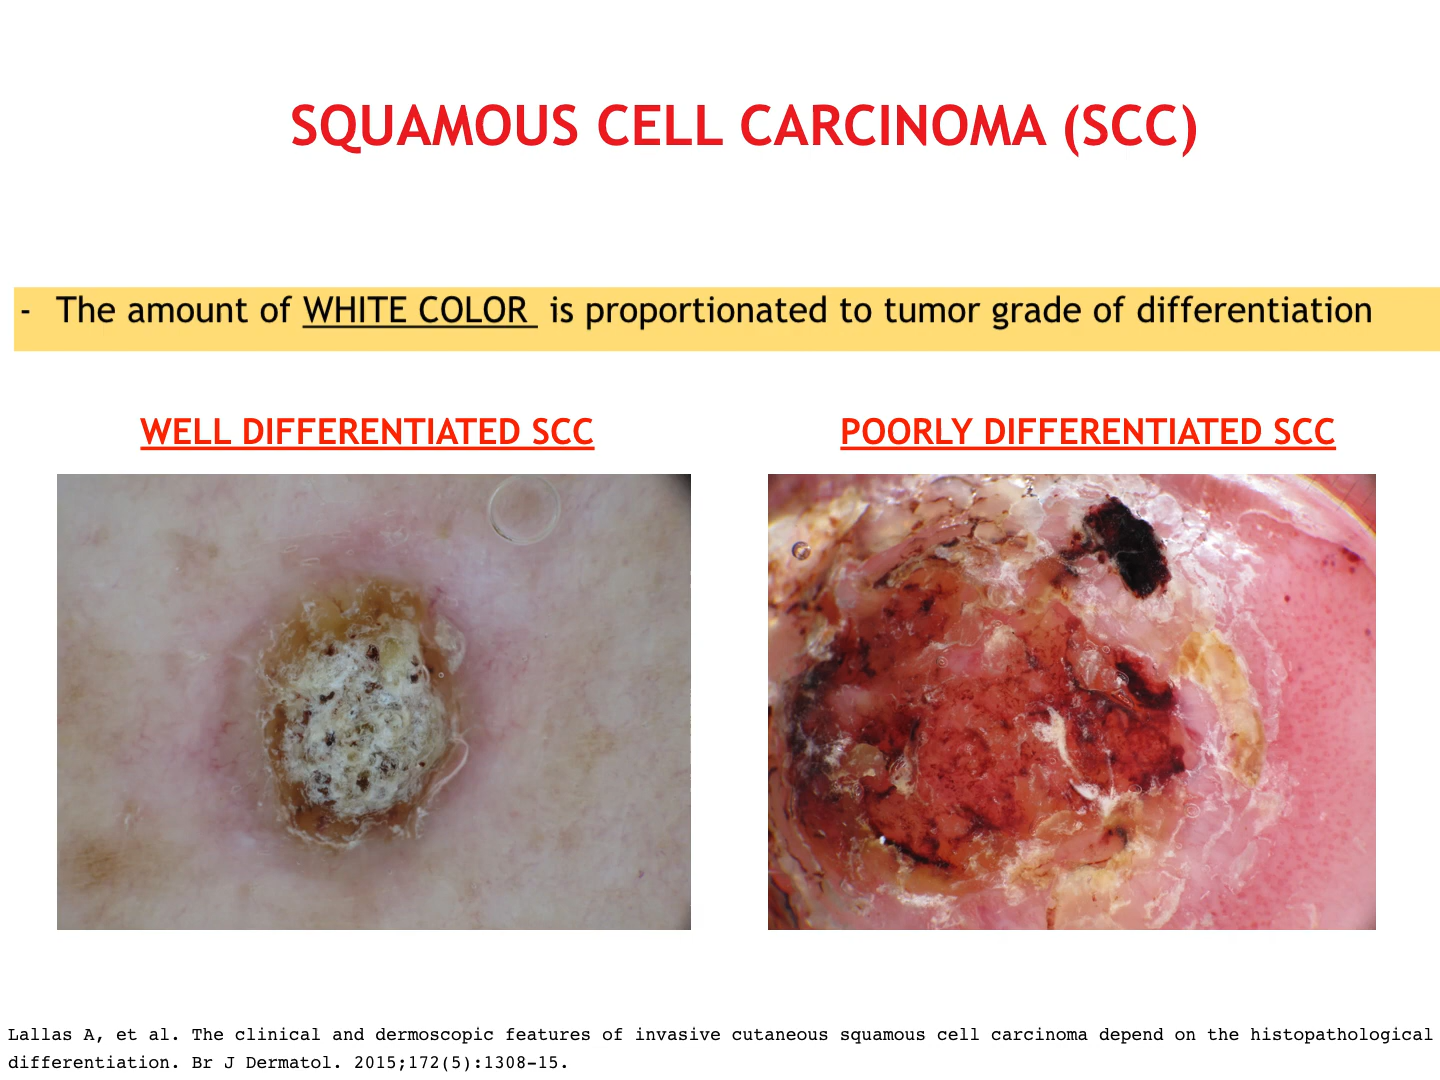 SQUAMOUS CELL CARCINOMA (SCC)
- The amount of WHITE COLOR is proportionated to tumor grade of differentiation
WELL DIFFERENTIATED SCC
POORLY DIFFERENTIATED SCC
Lallas A, et al. The clinical and dermoscopic features of invasive cutaneous squamous cell carcinoma depend on the histopathological
differentiation. Br J Dermatol. 2015;172(5):1308-15.